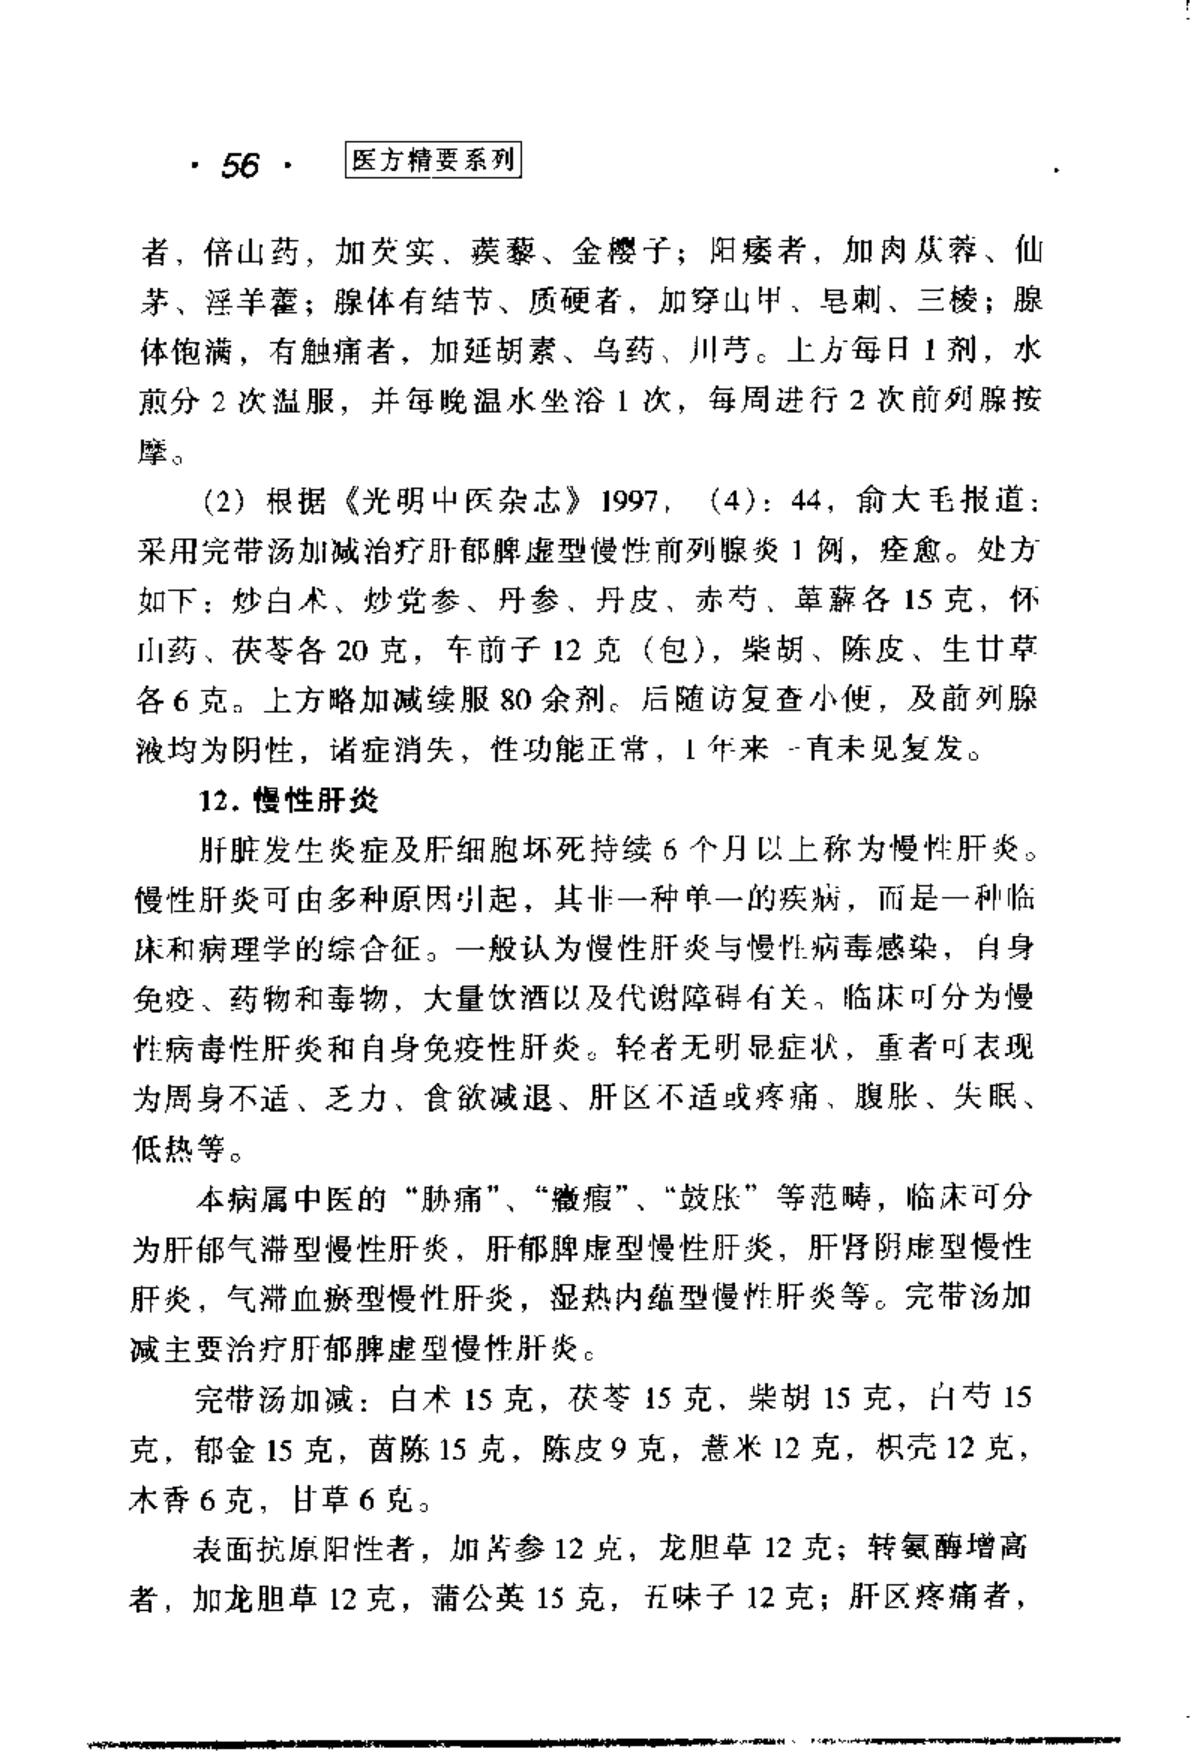 · 56 · 医方精要系列
者，倍山药，加芡实、蒺藜、金樱子；阳痿者，加肉苁蓉、仙
茅、淫羊藿；腺体有结节、质硬者，加穿山甲、皂刺、三棱；腺
体饱满，有触痛者，加延胡索、乌药、川芎。上方每日 1 剂，水
煎分 2 次温服，并每晚温水坐浴 1 次，每周进行 2 次前列腺按
摩。
（2）根据《光明中医杂志》1997，（4）：44，俞大毛报道：
采用完带汤加减治疗肝郁脾虚型慢性前列腺炎 1 例，痊愈。处方
如下：炒白术、炒党参、丹参、丹皮、赤芍、萆薢各 15 克，怀
山药、茯苓各 20 克，车前子 12 克（包），柴胡、陈皮、生甘草
各 6 克。上方略加减续服 80 余剂。后随访复查小便，及前列腺
液均为阴性，诸症消失，性功能正常，1 年来一直未见复发。
12. 慢性肝炎
肝脏发生炎症及肝细胞坏死持续 6 个月以上称为慢性肝炎。
慢性肝炎可由多种原因引起，其非一种单一的疾病，而是一种临
床和病理学的综合征。一般认为慢性肝炎与慢性病毒感染，自身
免疫、药物和毒物，大量饮酒以及代谢障碍有关。临床可分为慢
性病毒性肝炎和自身免疫性肝炎。轻者无明显症状，重者可表现
为周身不适、乏力、食欲减退、肝区不适或疼痛、腹胀、失眠、
低热等。
本病属中医的“胁痛”、“癥瘕”、“鼓胀”等范畴，临床可分
为肝郁气滞型慢性肝炎，肝郁脾虚型慢性肝炎，肝肾阴虚型慢性
肝炎，气滞血瘀型慢性肝炎，湿热内蕴型慢性肝炎等。完带汤加
减主要治疗肝郁脾虚型慢性肝炎。
完带汤加减：白术 15 克，茯苓 15 克，柴胡 15 克，白芍 15
克，郁金 15 克，茵陈 15 克，陈皮 9 克，薏米 12 克，枳壳 12 克，
木香 6 克，甘草 6 克。
表面抗原阳性者，加苦参 12 克，龙胆草 12 克；转氨酶增高
者，加龙胆草 12 克，蒲公英 15 克，五味子 12 克；肝区疼痛者，